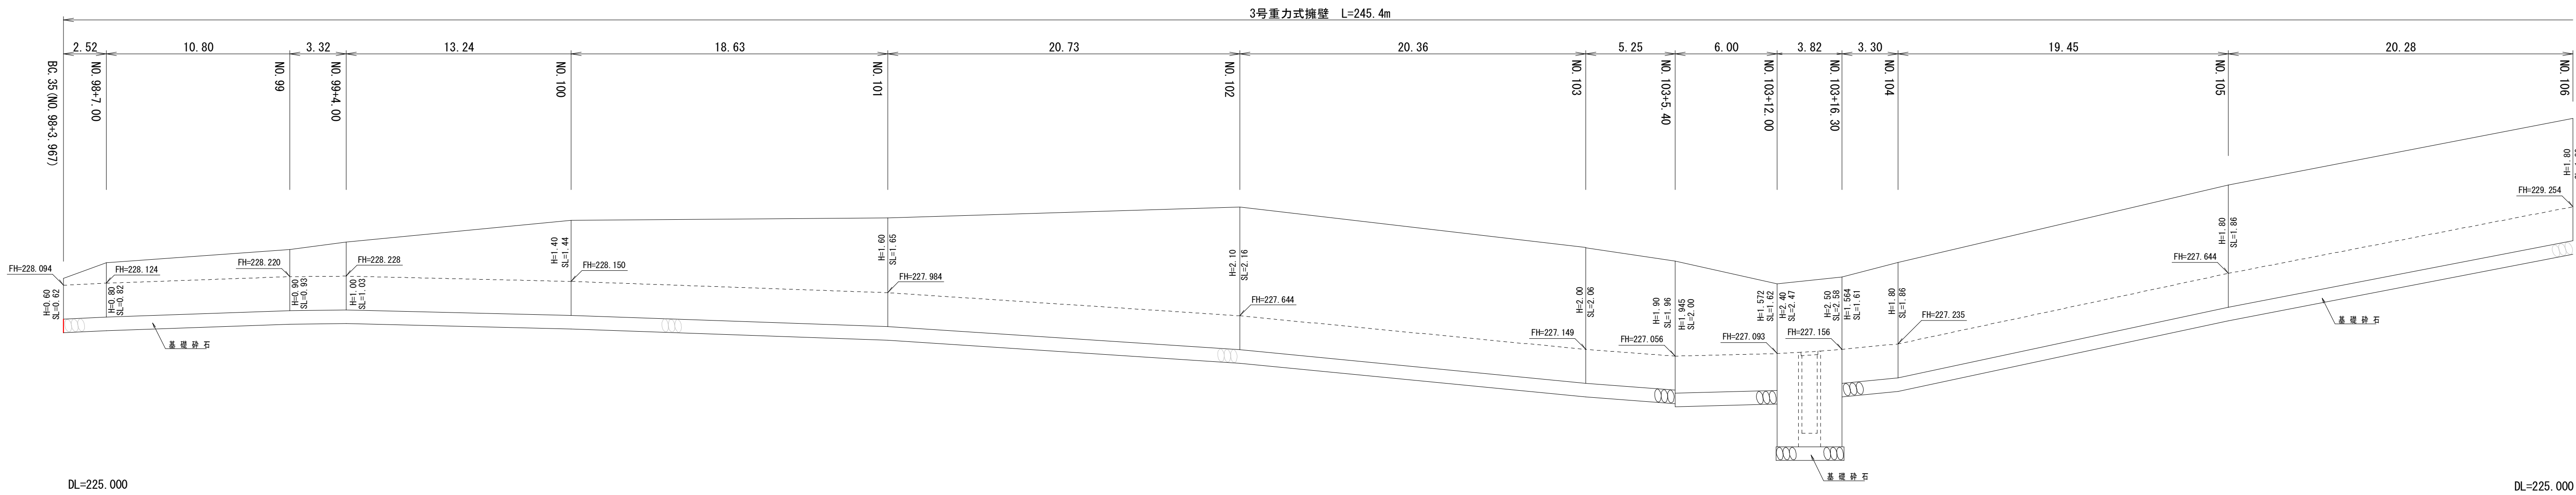 3号重力式擁壁 L=245.4m
2.52
10.80
3.32
13.24
18.63
20.73
20.36
5.25
6.00
3.82
3.30
19.45
20.28
BC.35(NO.98+3.967)
NO.98+7.00
NO.99
NO.99+4.00
NO.100
NO.101
NO.102
NO.103
NO.103+5.40
NO.103+12.00
NO.103+16.30
NO.104
NO.105
NO.106
FH=228.094
H=0.60
SL=0.62
FH=228.124
H=0.80
SL=0.82
FH=228.220
H=0.90
SL=0.93
FH=228.228
H=1.00
SL=1.03
H=1.40
SL=1.44
FH=228.150
H=1.60
SL=1.65
FH=227.984
H=2.10
SL=2.16
FH=227.644
H=2.00
SL=2.06
FH=227.149
H=1.90
SL=1.96
H=1.945
SL=2.00
FH=227.056
H=1.572
SL=1.62
H=2.40
SL=2.47
FH=227.093
H=2.50
SL=2.58
H=1.564
SL=1.61
FH=227.156
H=1.80
SL=1.86
FH=227.235
H=1.80
SL=1.86
FH=227.644
H=1.80
FH=229.254
基礎砕石
基礎砕石
基礎砕石
DL=225.000
DL=225.000